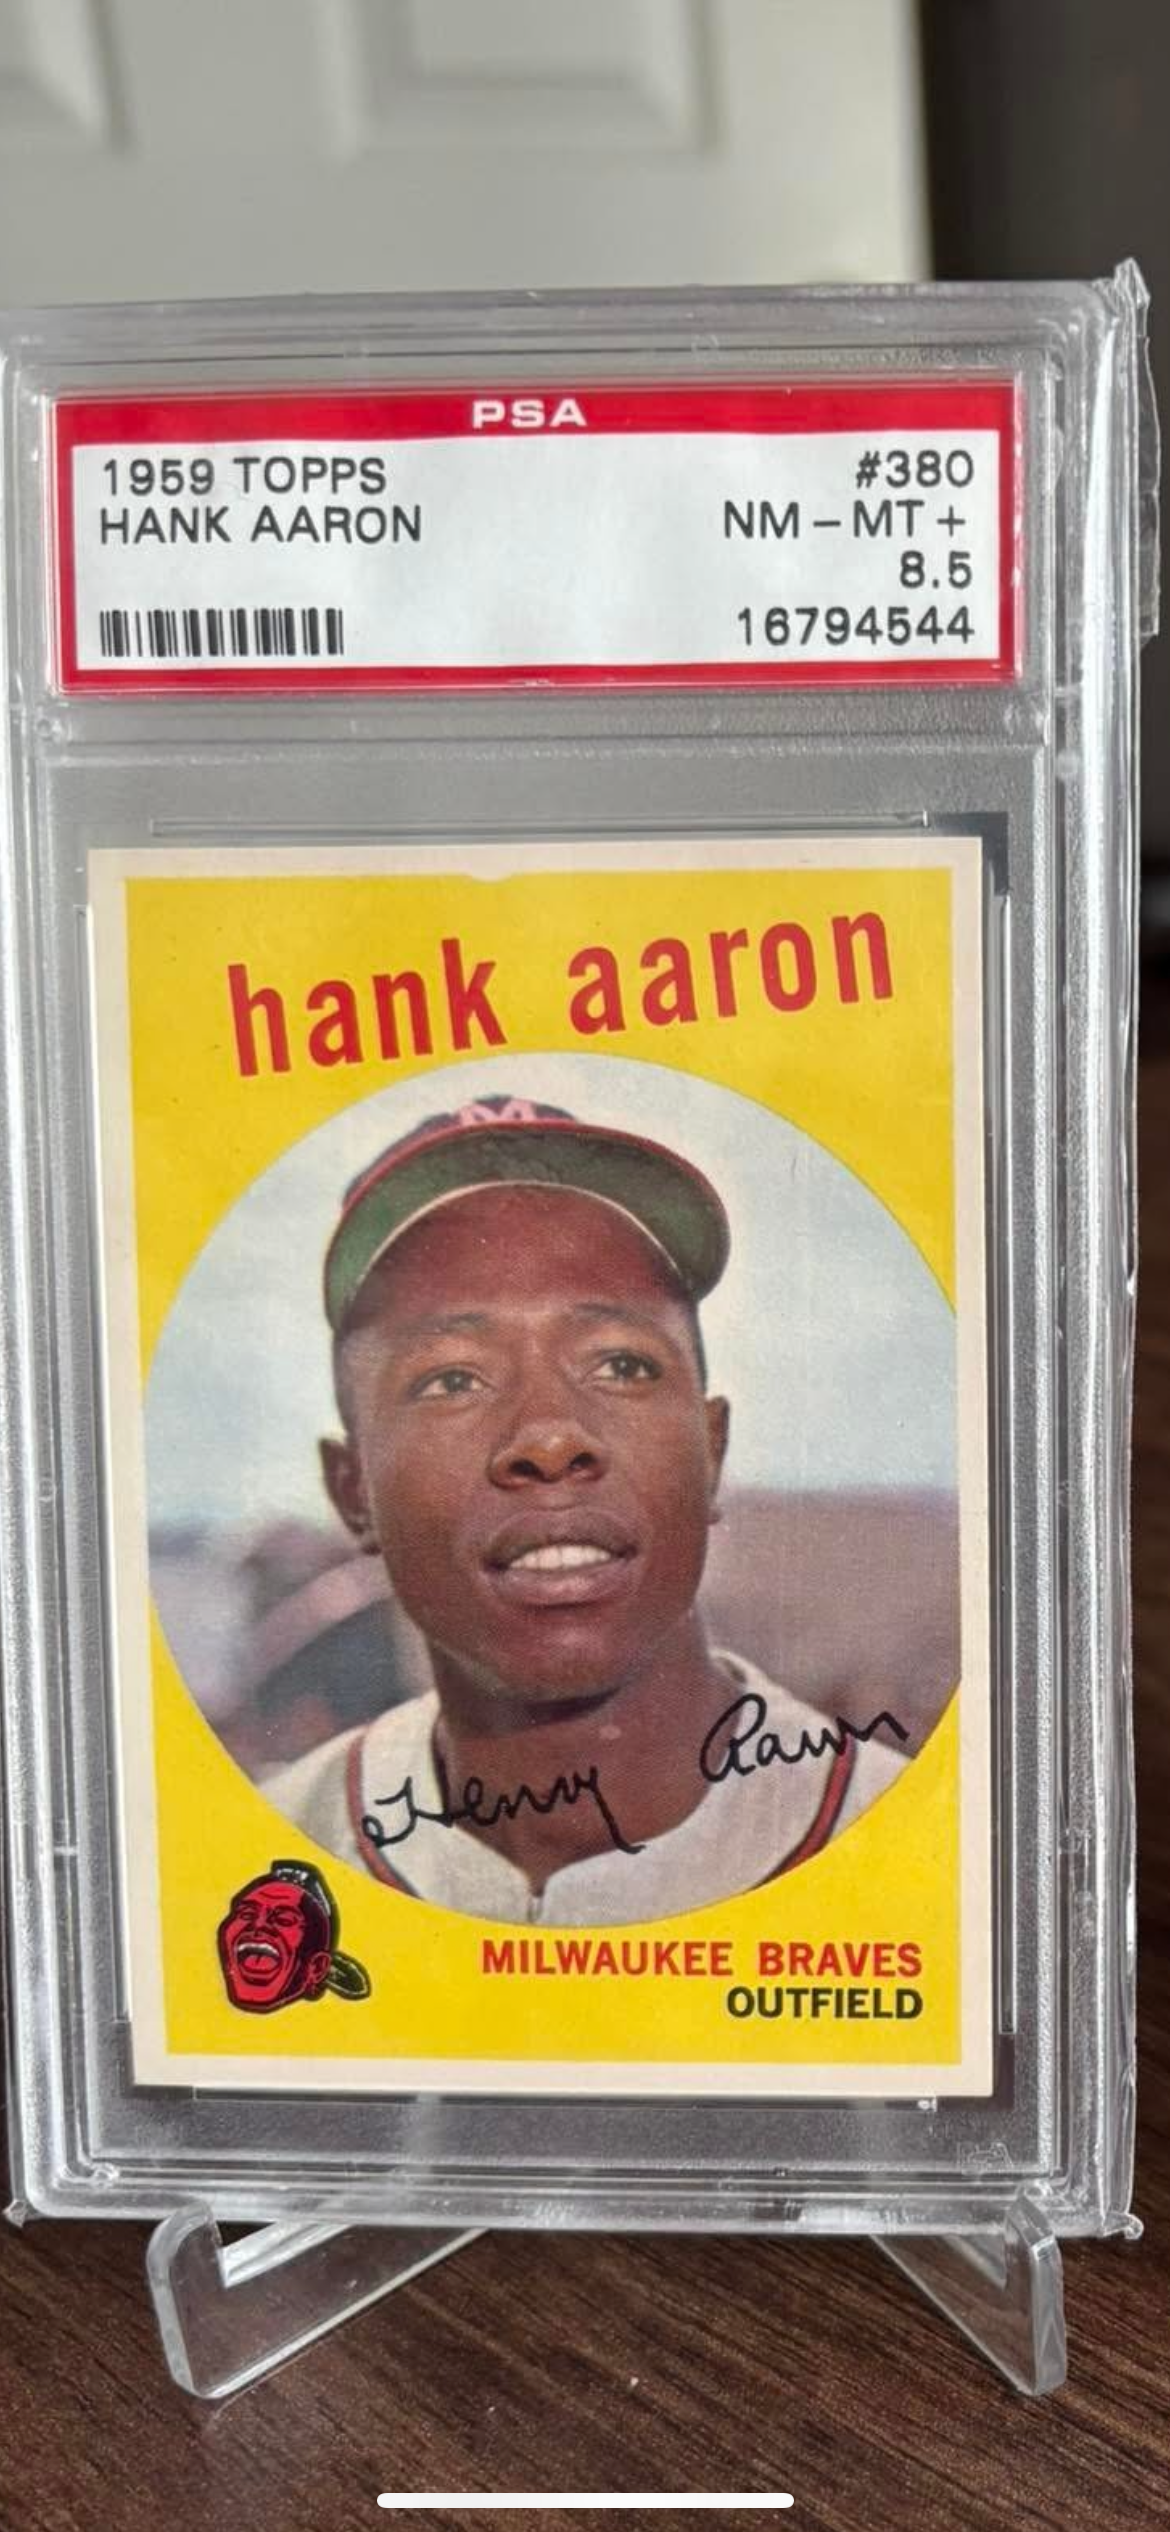 PSA
1959 TOPPS #380
HANK AARON NM-MT+
8.5
16794544
hank aaron
M
Henry Aaron
MILWAUKEE BRAVES
OUTFIELD